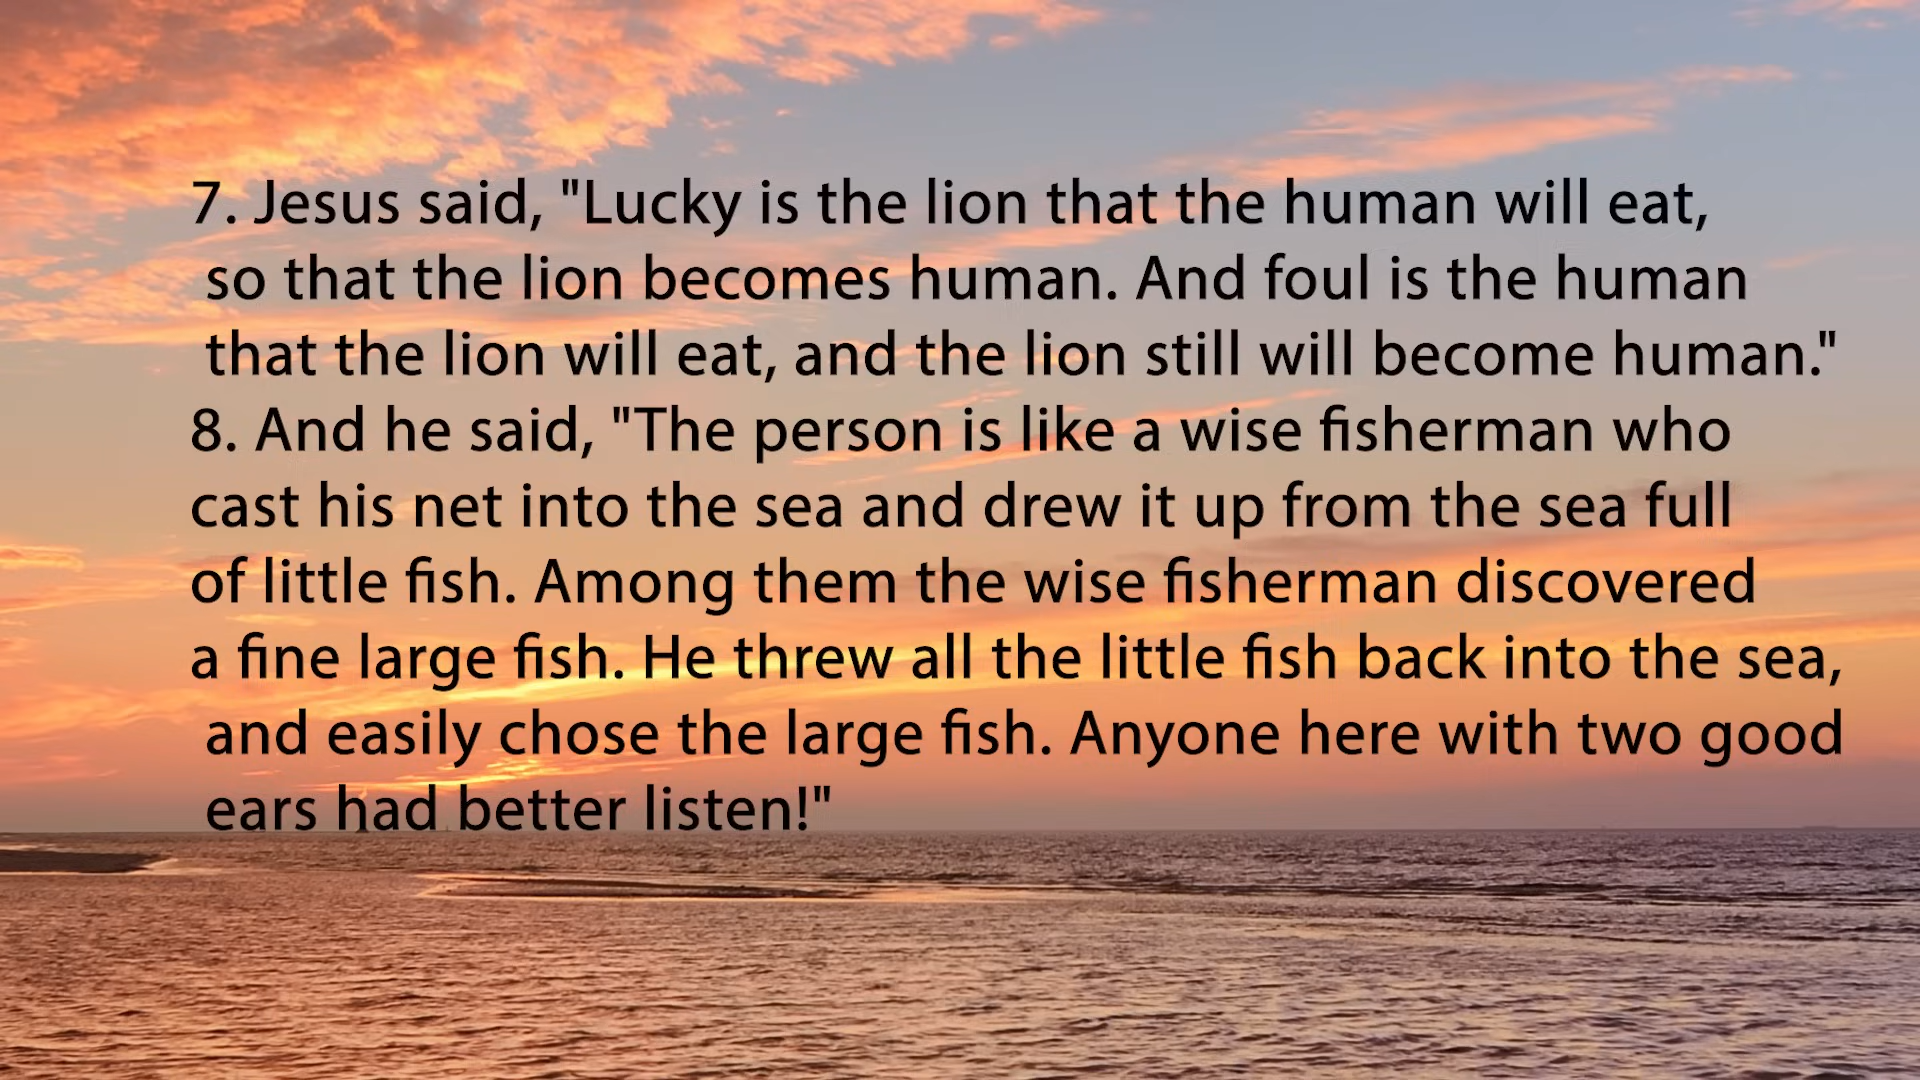 7. Jesus said, "Lucky is the lion that the human will eat,
so that the lion becomes human. And foul is the human
that the lion will eat, and the lion still will become human."
8. And he said, "The person is like a wise fisherman who
cast his net into the sea and drew it up from the sea full
of little fish. Among them the wise fisherman discovered
a fine large fish. He threw all the little fish back into the sea,
and easily chose the large fish. Anyone here with two good
ears had better listen!"